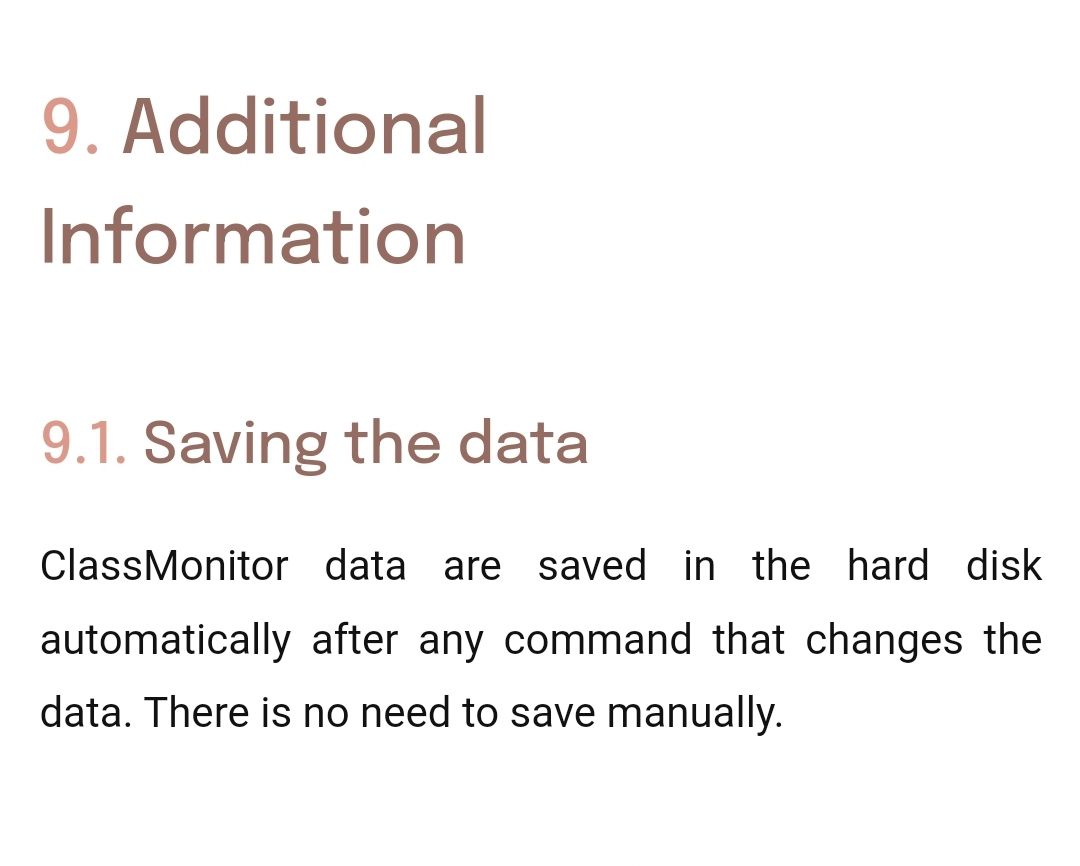 9. Additional
Information
9.1. Saving the data
ClassMonitor data are saved in the hard disk
automatically after any command that changes the
data. There is no need to save manually.